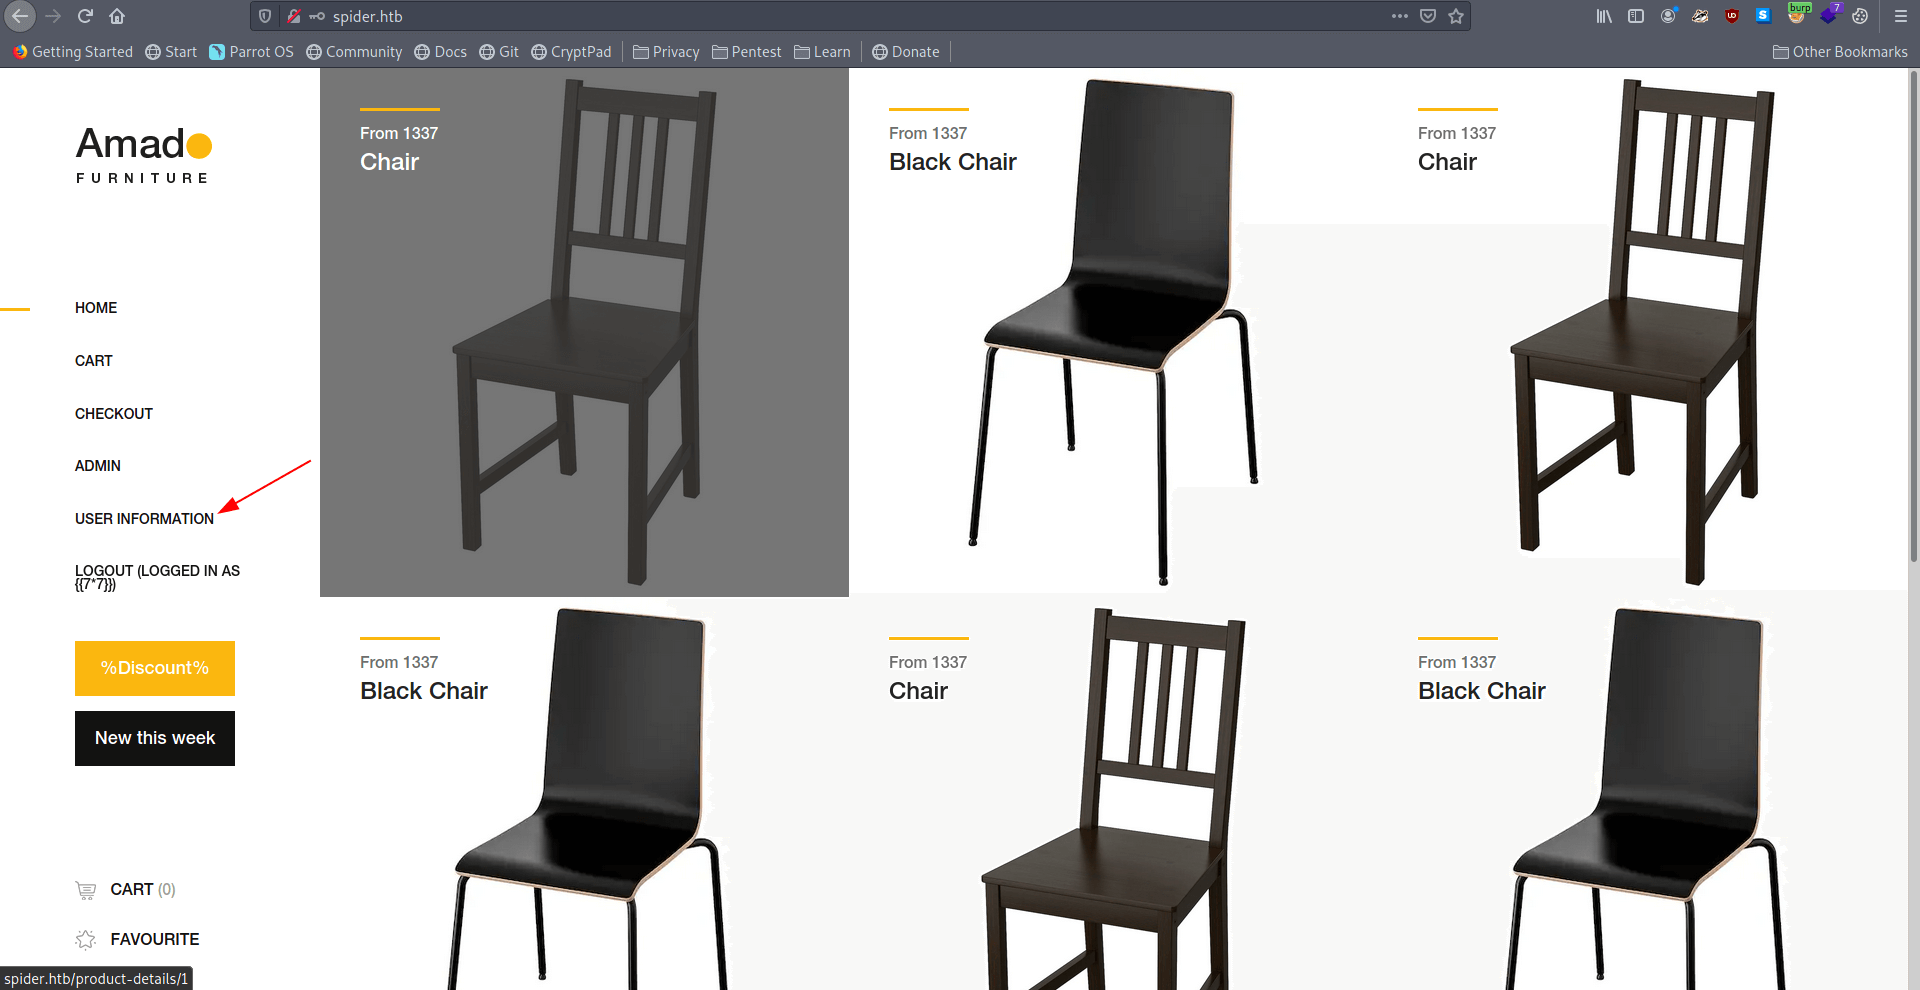 spider.htb
burp
7
Getting Started
Start
Parrot OS
Community
Docs
Git
CryptPad
Privacy
Pentest
Learn
Donate
Other Bookmarks
Amado
FURNITURE
HOME
CART
CHECKOUT
ADMIN
USER INFORMATION
LOGOUT (LOGGED IN AS
{{7*7}})
%Discount%
New this week
CART (0)
FAVOURITE
From 1337
Chair
From 1337
Black Chair
From 1337
Chair
From 1337
Black Chair
From 1337
Chair
From 1337
Black Chair
spider.htb/product-details/1